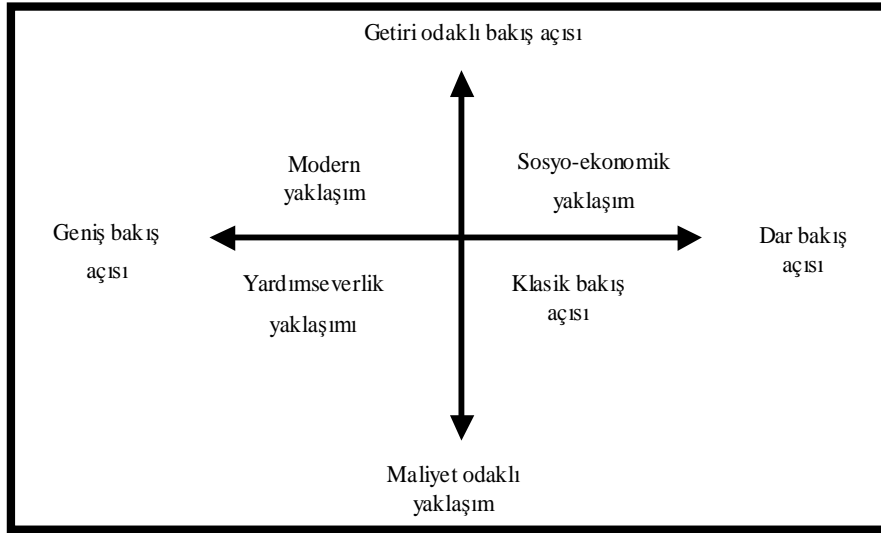 Getiri odaklı bakış açısı
Modern
yaklaşım
Sosyo-ekonomik
yaklaşım
Geniş bakış
açısı
Dar bakış
açısı
Yardımseverlik
yaklaşımı
Klasik bakış
açısı
Maliyet odaklı
yaklaşım